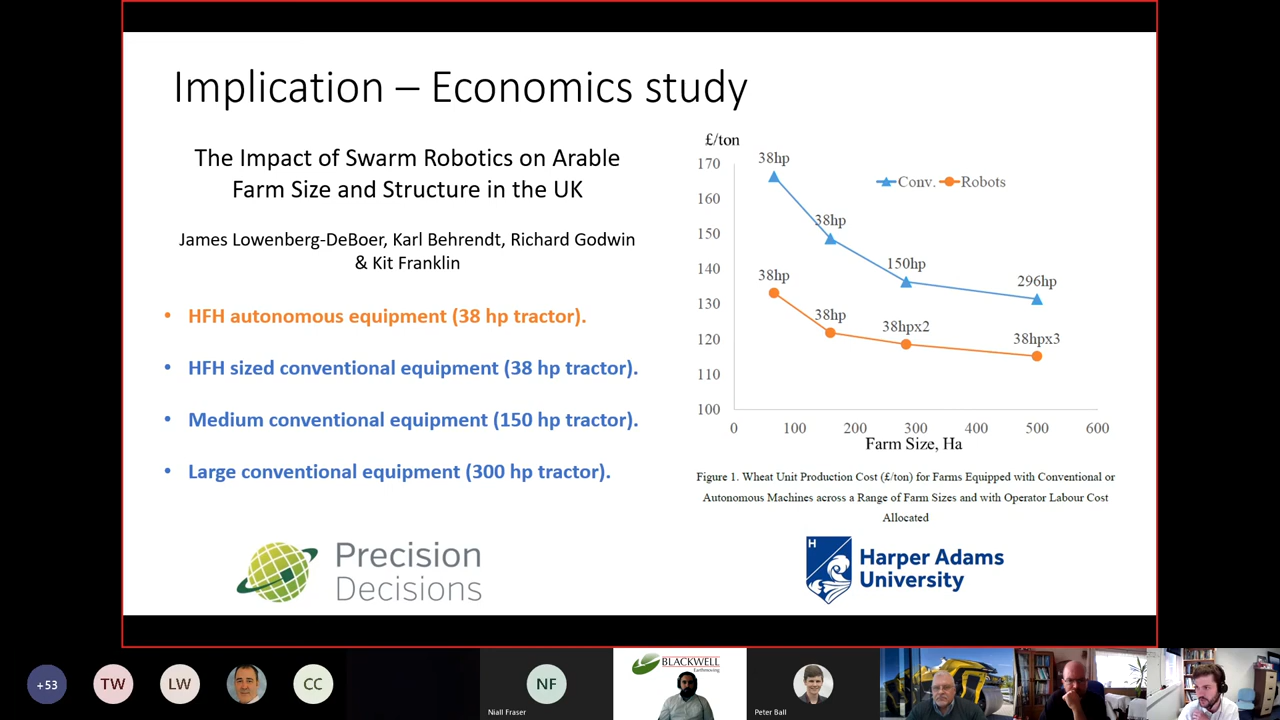 Implication – Economics study
The Impact of Swarm Robotics on Arable
Farm Size and Structure in the UK
James Lowenberg-DeBoer, Karl Behrendt, Richard Godwin
& Kit Franklin
• HFH autonomous equipment (38 hp tractor).
• HFH sized conventional equipment (38 hp tractor).
• Medium conventional equipment (150 hp tractor).
• Large conventional equipment (300 hp tractor).
£/ton
170
160
150
140
130
120
110
100
0 100 200 300 400 500 600
Farm Size, Ha
Conv. Robots
38hp
38hp
150hp
296hp
38hp
38hp
38hpx2
38hpx3
Figure 1. Wheat Unit Production Cost (£/ton) for Farms Equipped with Conventional or
Autonomous Machines across a Range of Farm Sizes and with Operator Labour Cost
Allocated
Precision
Decisions
H
Harper Adams
University
+53
TW
LW
CC
NF
Niall Fraser
BLACKWELL
Earthmoving
Peter Ball